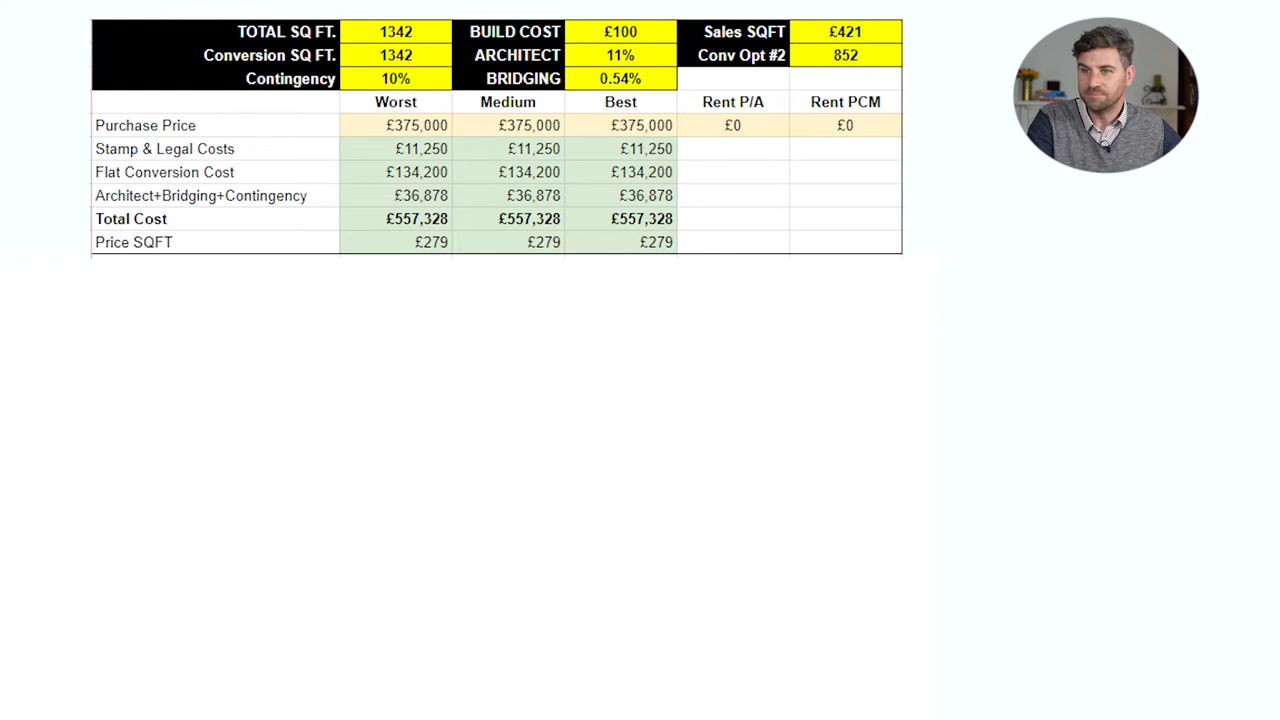 TOTAL SQ FT. 1342 BUILD COST £100 Sales SQFT £421
Conversion SQ FT. 1342 ARCHITECT 11% Conv Opt #2 852
Contingency 10% BRIDGING 0.54%
Worst Medium Best Rent P/A Rent PCM
Purchase Price £375,000 £375,000 £375,000 £0 £0
Stamp & Legal Costs £11,250 £11,250 £11,250
Flat Conversion Cost £134,200 £134,200 £134,200
Architect+Bridging+Contingency £36,878 £36,878 £36,878
Total Cost £557,328 £557,328 £557,328
Price SQFT £279 £279 £279